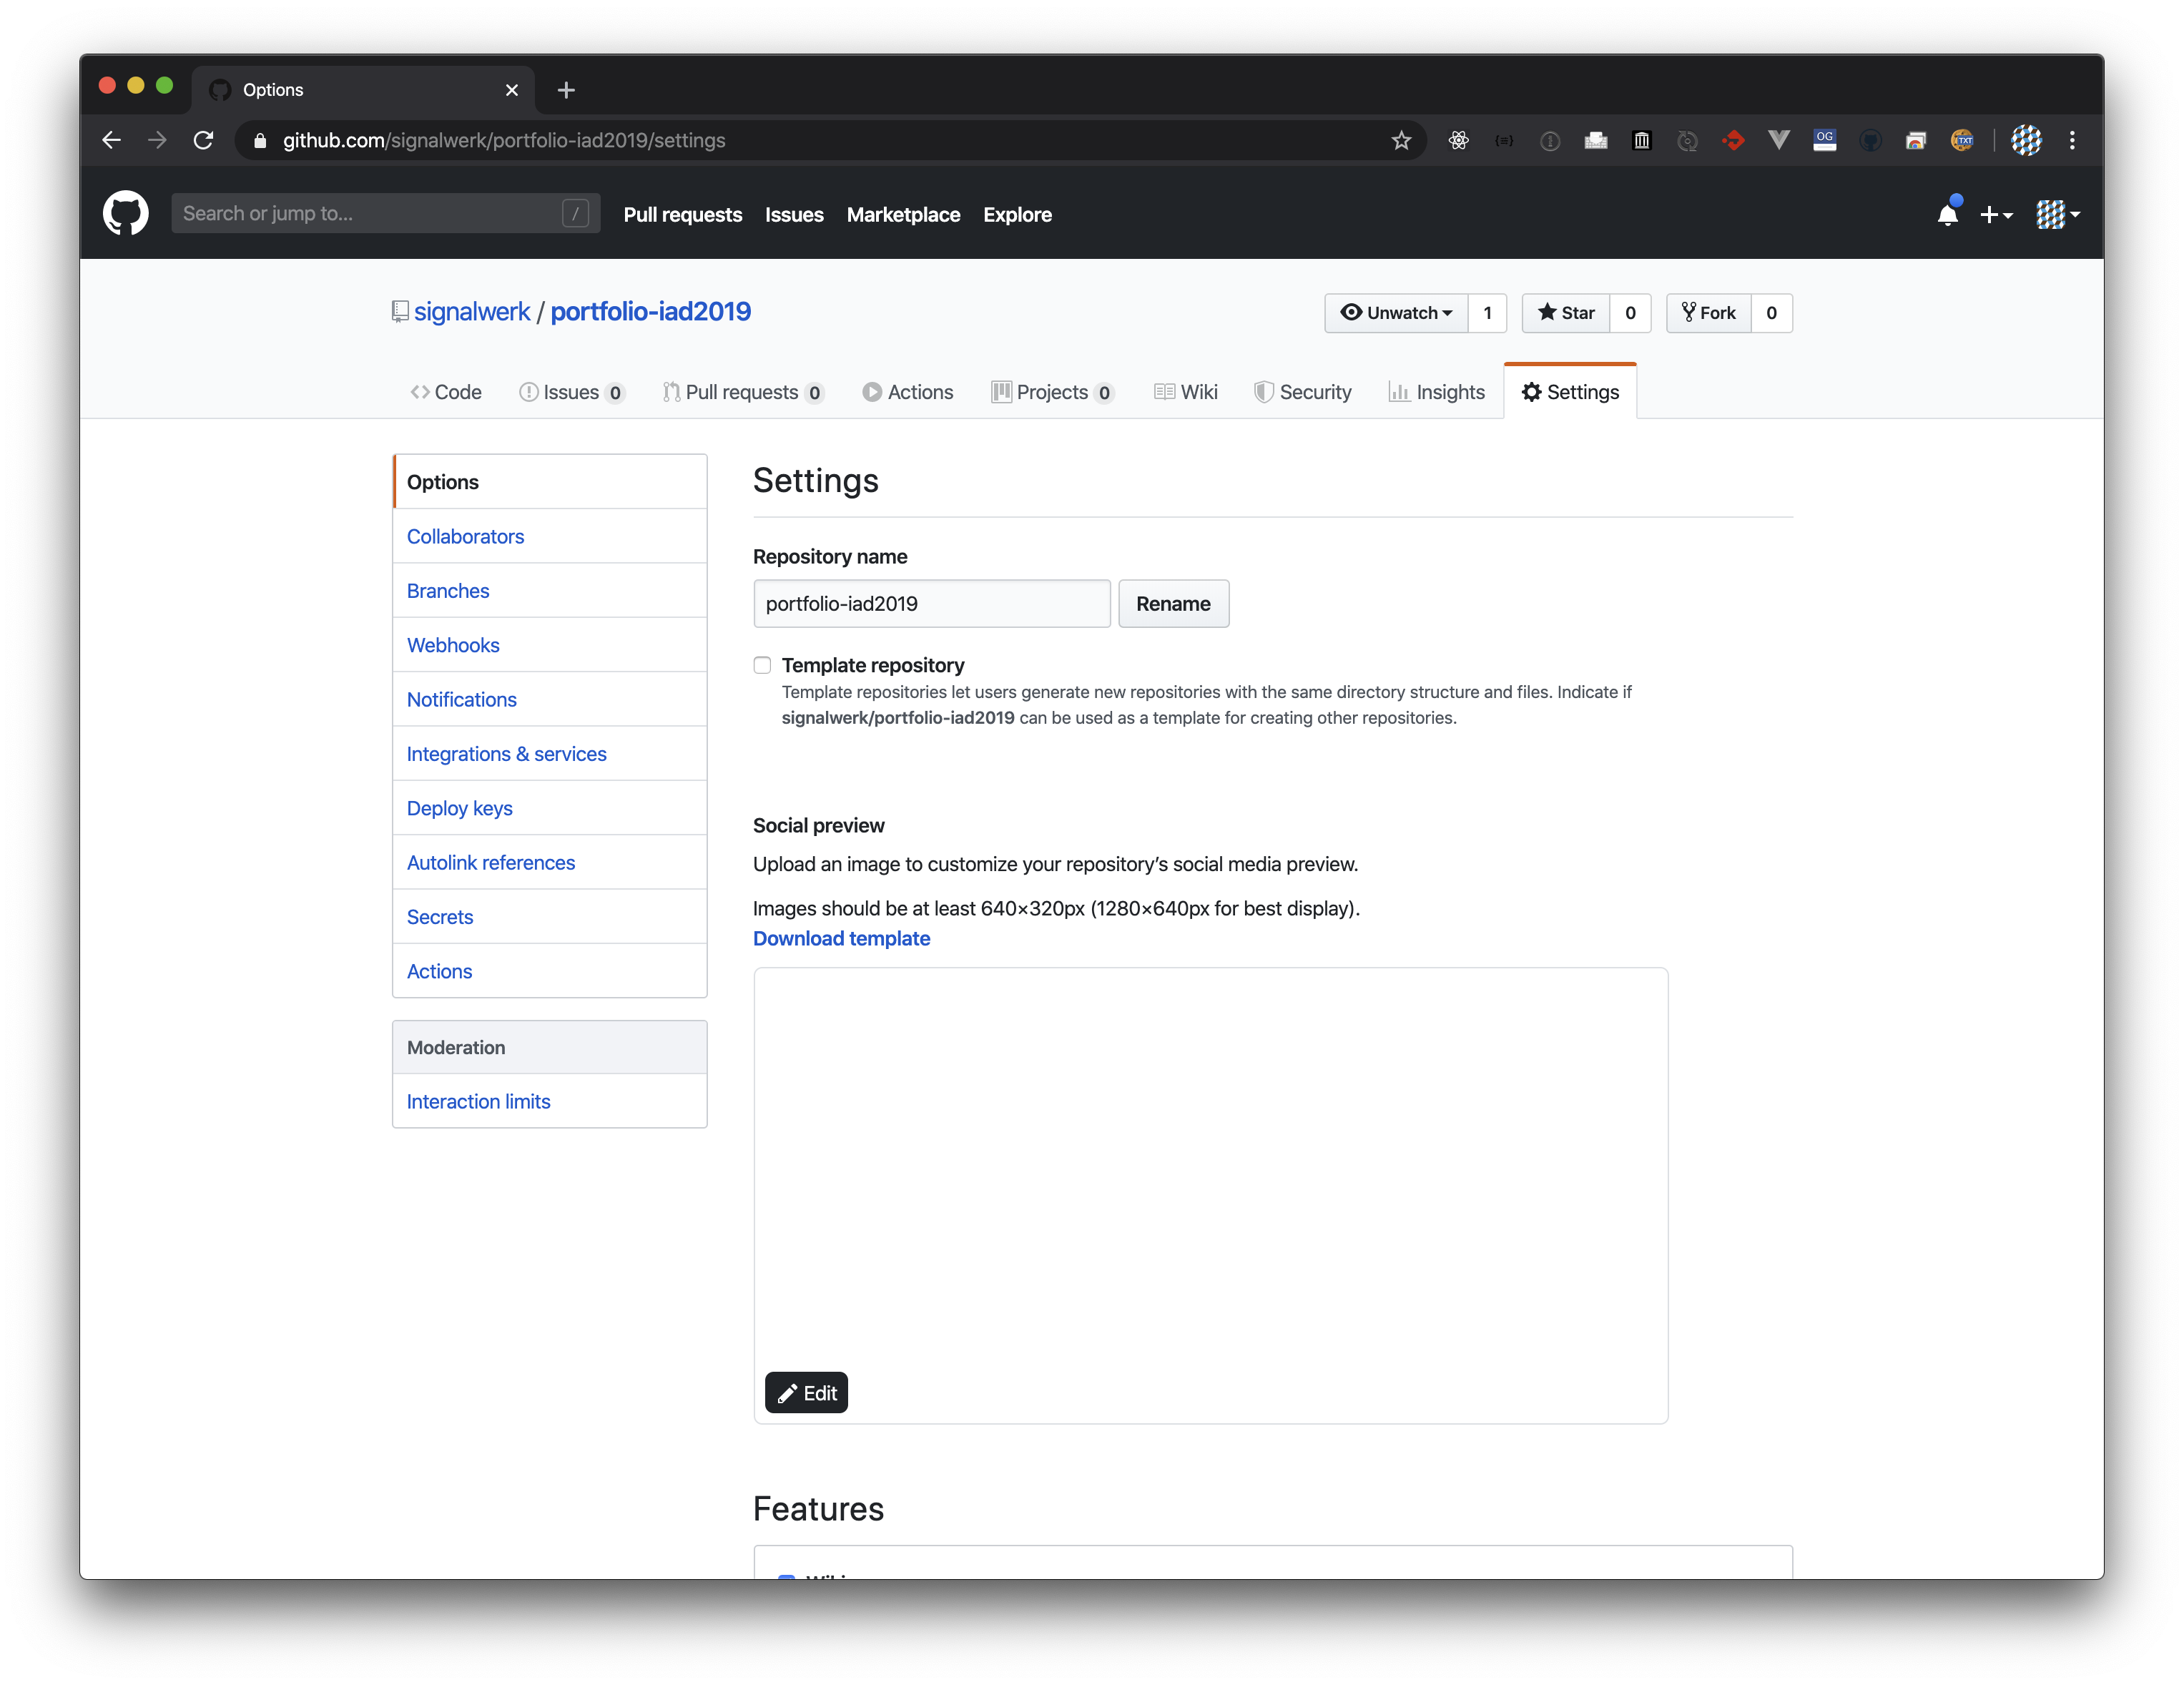 Options
github.com/signalwerk/portfolio-iad2019/settings
OG
TXT
Search or jump to... /
Pull requests Issues Marketplace Explore
signalwerk / portfolio-iad2019
Unwatch 1 Star 0 Fork 0
Code Issues 0 Pull requests 0 Actions Projects 0 Wiki Security Insights Settings
Options
Collaborators
Branches
Webhooks
Notifications
Integrations & services
Deploy keys
Autolink references
Secrets
Actions
Moderation
Interaction limits
Settings
Repository name
portfolio-iad2019 Rename
Template repository
Template repositories let users generate new repositories with the same directory structure and files. Indicate if
signalwerk/portfolio-iad2019 can be used as a template for creating other repositories.
Social preview
Upload an image to customize your repository’s social media preview.
Images should be at least 640×320px (1280×640px for best display).
Download template
Edit
Features
Wiki